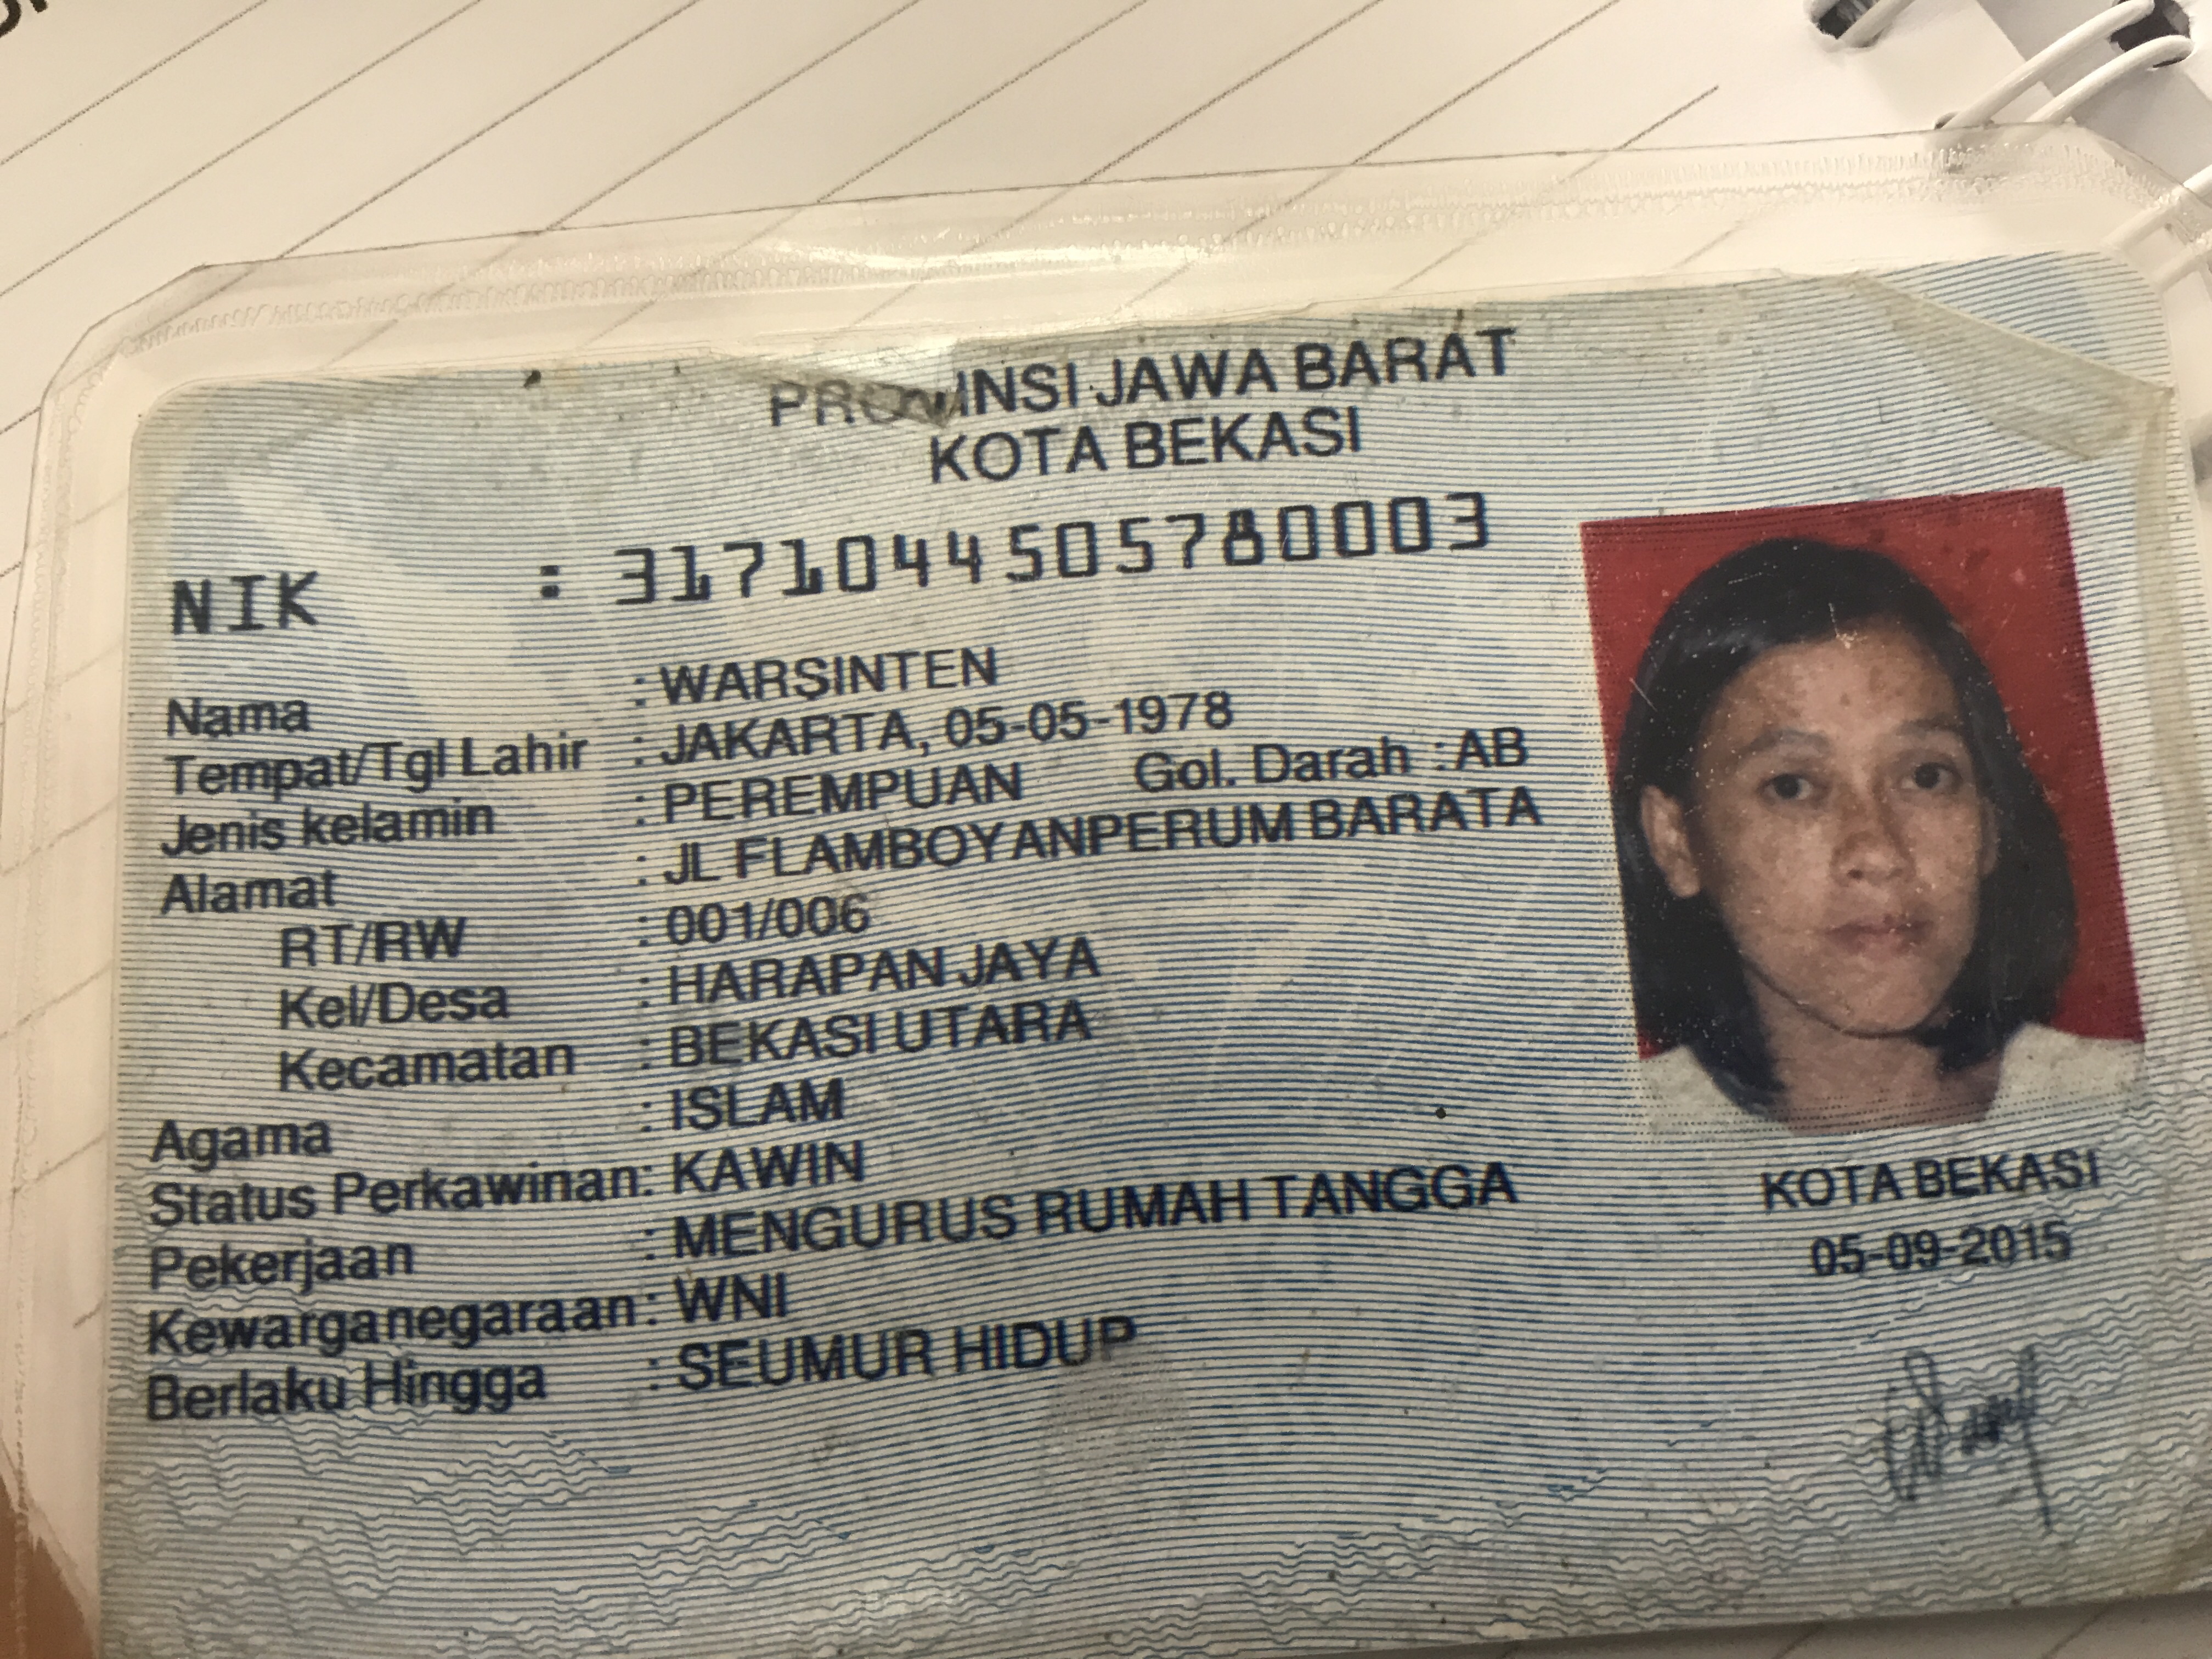 PROVINSI JAWA BARAT
KOTA BEKASI
NIK : 3171044505780003
Nama : WARSINTEN
Tempat/Tgl Lahir : JAKARTA, 05-05-1978
Jenis kelamin : PEREMPUAN Gol. Darah : AB
Alamat : JL FLAMBOYANPERUM BARATA
RT/RW : 001/006
Kel/Desa : HARAPAN JAYA
Kecamatan : BEKASI UTARA
Agama : ISLAM
Status Perkawinan: KAWIN
Pekerjaan : MENGURUS RUMAH TANGGA
Kewarganegaraan: WNI
Berlaku Hingga : SEUMUR HIDUP
KOTA BEKASI
05-09-2015